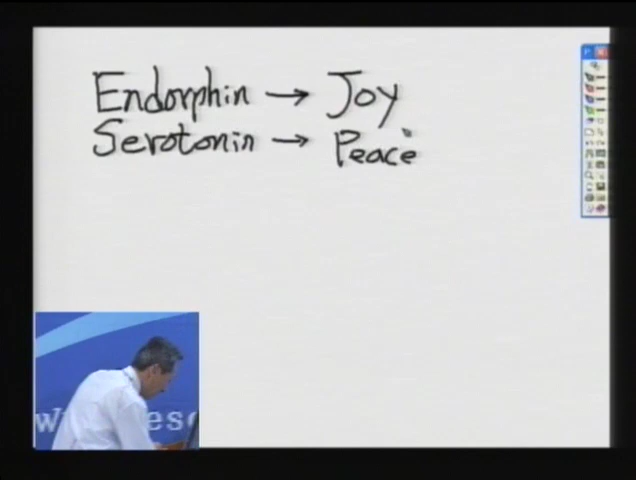 Endorphin → Joy
Serotonin → Peace